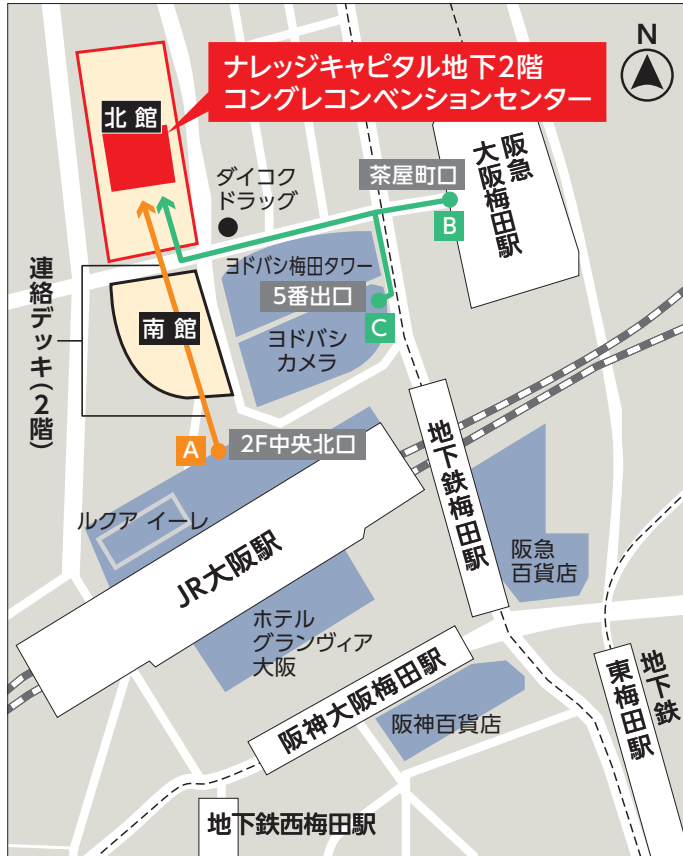 ナレッジキャピタル地下2階
コングレコンベンションセンター
N
北館
ダイコク
ドラッグ
茶屋町口
B
阪急
大阪梅田駅
ヨドバシ梅田タワー
5番出口
C
ヨドバシ
カメラ
連絡デッキ(2階)
南館
A
2F中央北口
ルクア イーレ
JR大阪駅
地下鉄梅田駅
阪急
百貨店
ホテル
グランヴィア
大阪
阪神大阪梅田駅
阪神百貨店
地下鉄
東梅田駅
地下鉄西梅田駅